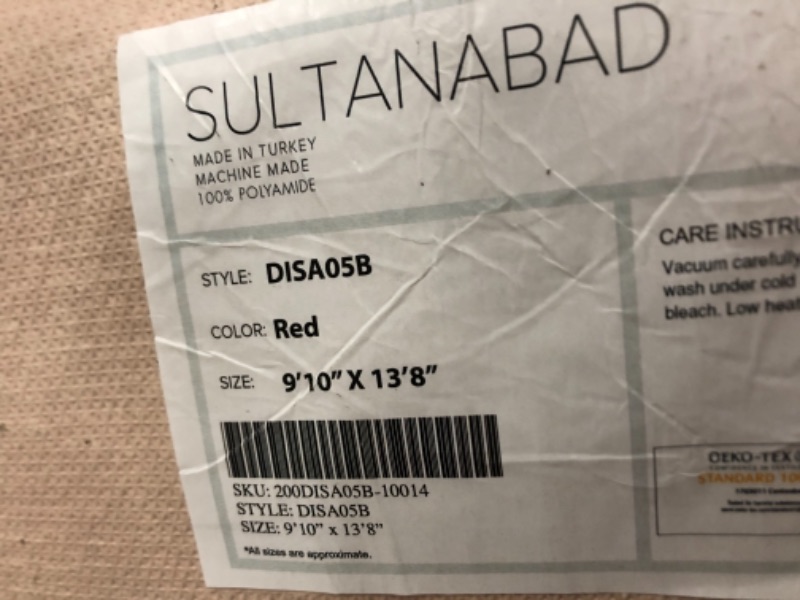 SULTANABAD
MADE IN TURKEY
MACHINE MADE
100% POLYAMIDE
STYLE: DISA05B
COLOR: Red
SIZE: 9'10" X 13'8"
SKU: 200DISA05B-10014
STYLE: DISA05B
SIZE: 9'10" x 13'8"
*All sizes are approximate.
CARE INSTRU
Vacuum carefully
wash under cold
bleach. Low heat
OEKO-TEX®
STANDARD 100